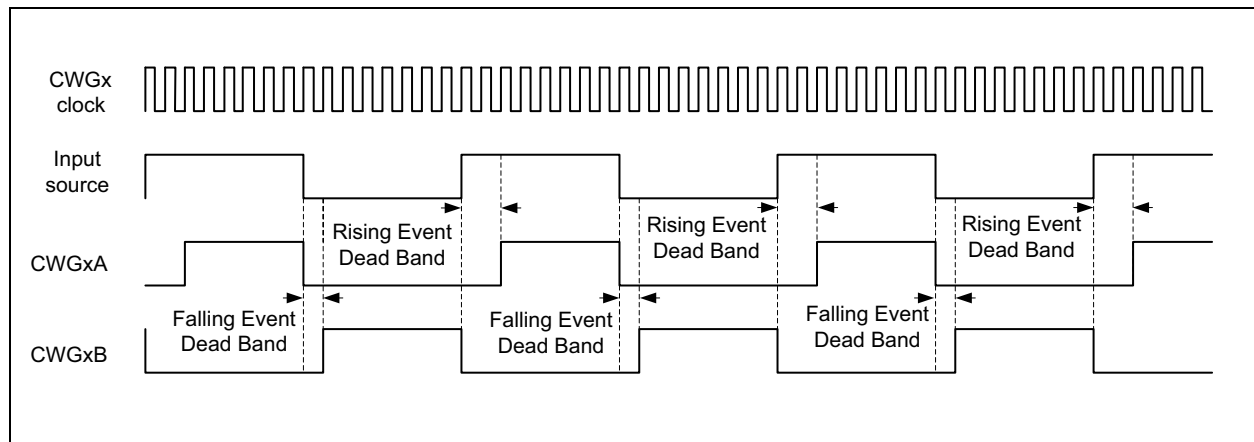 CWGx
clock
Input
source
Rising Event
Dead Band
Rising Event
Dead Band
Rising Event
Dead Band
CWGxA
Falling Event
Dead Band
Falling Event
Dead Band
Falling Event
Dead Band
CWGxB